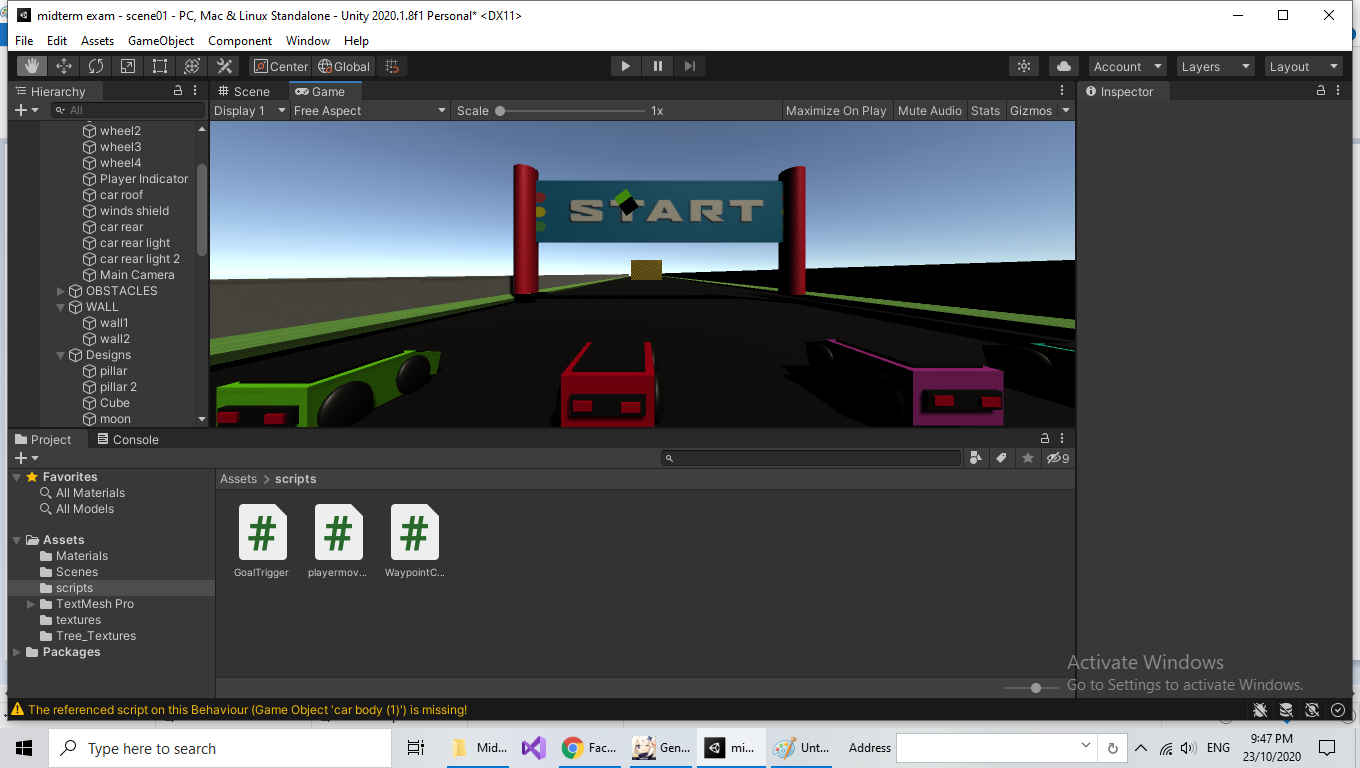 midterm exam - scene01 - PC, Mac & Linux Standalone - Unity 2020.1.8f1 Personal* <DX11>
File Edit Assets GameObject Component Window Help
Center Global Account Layers Layout
Hierarchy
All
wheel2
wheel3
wheel4
Player Indicator
car roof
winds shield
car rear
car rear light
car rear light 2
Main Camera
OBSTACLES
WALL
wall1
wall2
Designs
pillar
pillar 2
Cube
moon
Scene Game
Display 1 Free Aspect Scale 1x Maximize On Play Mute Audio Stats Gizmos
START
Inspector
Project Console
9
Favorites
All Materials
All Models
Assets
Materials
Scenes
scripts
TextMesh Pro
textures
Tree_Textures
Packages
Assets > scripts
GoalTrigger playermov... WaypointC...
Activate Windows
Go to Settings to activate Windows.
The referenced script on this Behaviour (Game Object 'car body (1)') is missing!
Type here to search Mid... Fac... Gen... mi... Unt... Address ENG
9:47 PM
23/10/2020